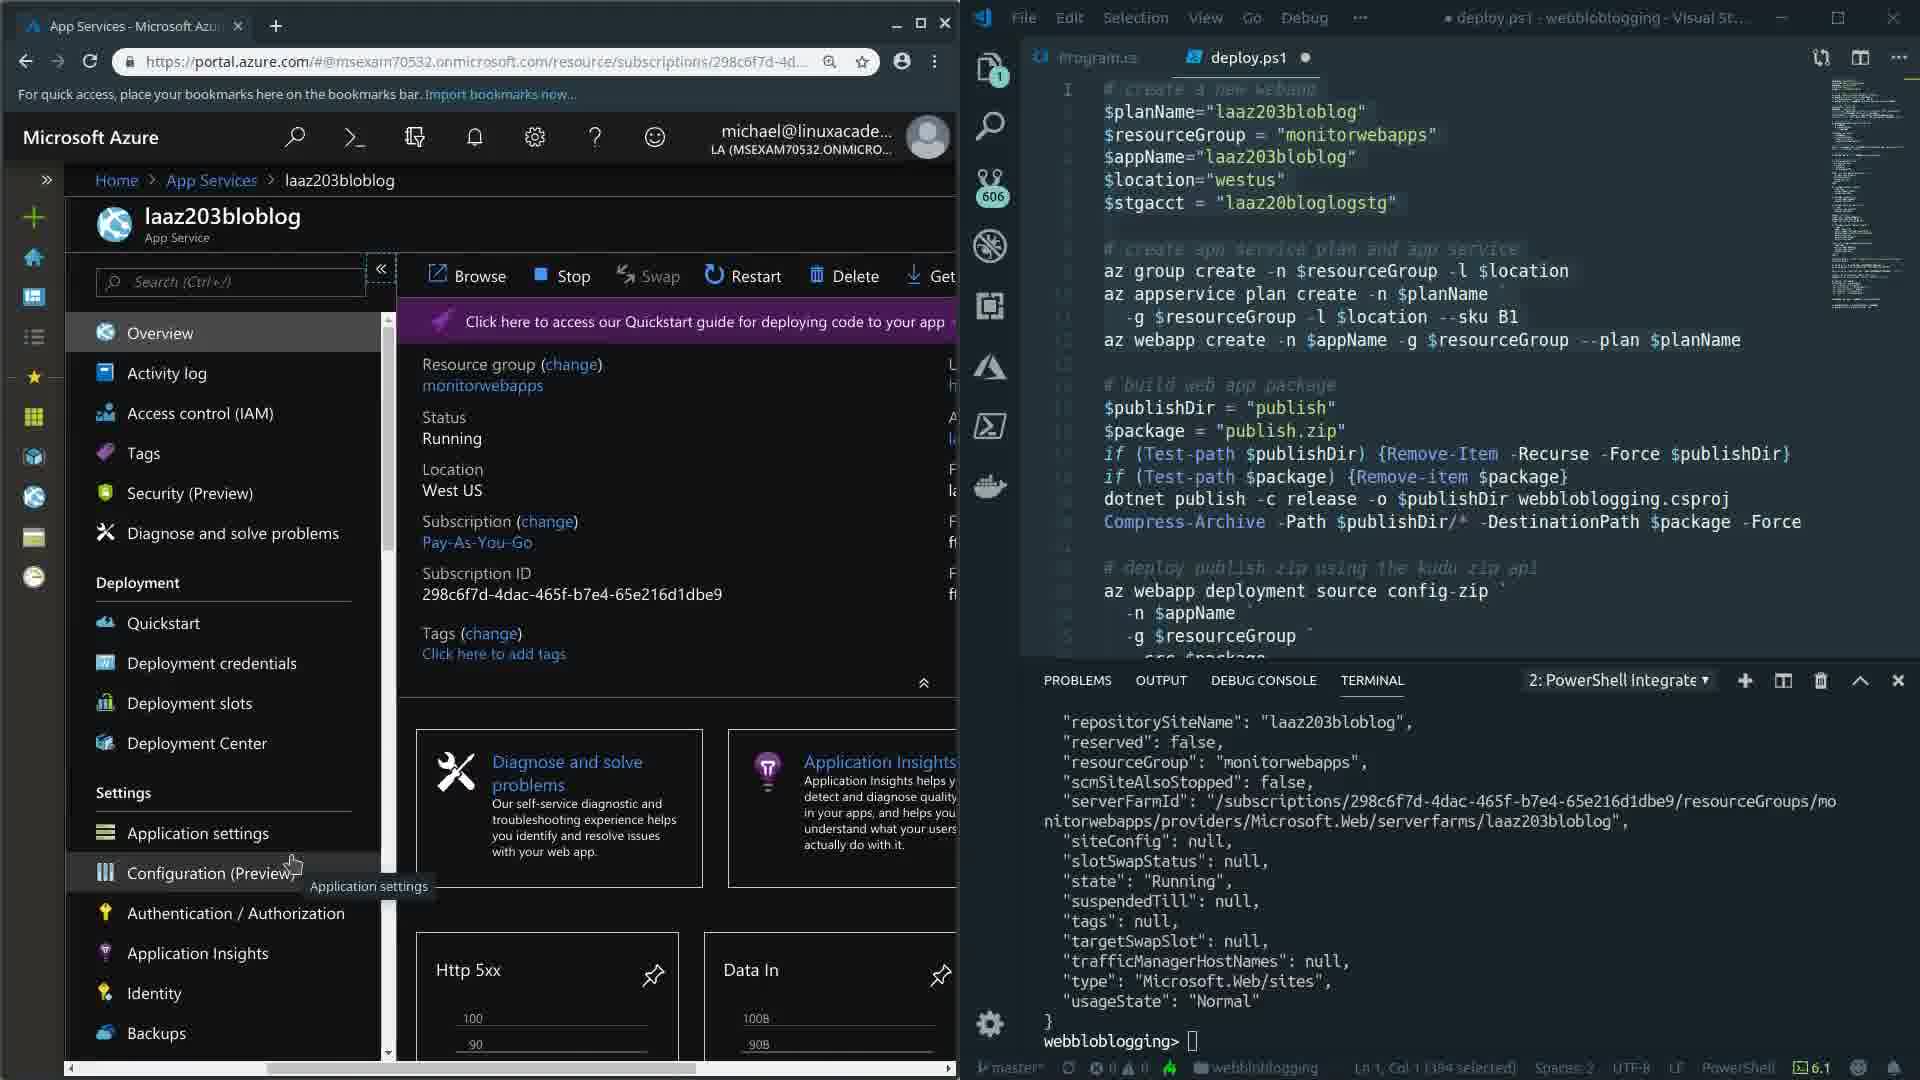 App Services - Microsoft Azu
https://portal.azure.com/#@msexam70532.onmicrosoft.com/resource/subscriptions/298c6f7d-4d...
For quick access, place your bookmarks here on the bookmarks bar. Import bookmarks now...
Microsoft Azure
michael@linuxacade...
LA (MSEXAM70532.ONMICRO...
Home > App Services > laaz203bloblog
laaz203bloblog
App Service
Search (Ctrl+/)
Overview
Activity log
Access control (IAM)
Tags
Security (Preview)
Diagnose and solve problems
Deployment
Quickstart
Deployment credentials
Deployment slots
Deployment Center
Settings
Application settings
Configuration (Preview)
Application settings
Authentication / Authorization
Application Insights
Identity
Backups
Browse Stop Swap Restart Delete Get
Click here to access our Quickstart guide for deploying code to your app
Resource group (change)
monitorwebapps
Status
Running
Location
West US
Subscription (change)
Pay-As-You-Go
Subscription ID
298c6f7d-4dac-465f-b7e4-65e216d1dbe9
Tags (change)
Click here to add tags
Diagnose and solve
problems
Our self-service diagnostic and
troubleshooting experience helps
you identify and resolve issues
with your web app.
Application Insights
Application Insights helps y
detect and diagnose quality
in your apps, and helps you
understand what your users
actually do with it.
Http 5xx
100
90
Data In
100B
90B
File Edit Selection View Go Debug ··· ● deploy.ps1 - webbloblogging - Visual St...
1
606
Program.cs deploy.ps1 ●
1 # create a new webapp
$planName="laaz203bloblog"
$resourceGroup = "monitorwebapps"
$appName="laaz203bloblog"
$location="westus"
$stgacct = "laaz20bloglogstg"
# create app service plan and app service
az group create -n $resourceGroup -l $location
az appservice plan create -n $planName `
-g $resourceGroup -l $location --sku B1
az webapp create -n $appName -g $resourceGroup --plan $planName
# build web app package
$publishDir = "publish"
$package = "publish.zip"
if (Test-path $publishDir) {Remove-Item -Recurse -Force $publishDir}
if (Test-path $package) {Remove-item $package}
dotnet publish -c release -o $publishDir webbloblogging.csproj
Compress-Archive -Path $publishDir/* -DestinationPath $package -Force
# deploy publish zip using the kudu zip api
az webapp deployment source config-zip `
-n $appName `
-g $resourceGroup `
PROBLEMS OUTPUT DEBUG CONSOLE TERMINAL 2: PowerShell Integrate
"repositorySiteName": "laaz203bloblog",
"reserved": false,
"resourceGroup": "monitorwebapps",
"scmSiteAlsoStopped": false,
"serverFarmId": "/subscriptions/298c6f7d-4dac-465f-b7e4-65e216d1dbe9/resourceGroups/mo
nitorwebapps/providers/Microsoft.Web/serverfarms/laaz203bloblog",
"siteConfig": null,
"slotSwapStatus": null,
"state": "Running",
"suspendedTill": null,
"tags": null,
"targetSwapSlot": null,
"trafficManagerHostNames": null,
"type": "Microsoft.Web/sites",
"usageState": "Normal"
}
webbloblogging>
master* 0 0 webbloblogging Ln 1, Col 1 (394 selected) Spaces: 2 UTF-8 LF PowerShell 6.1